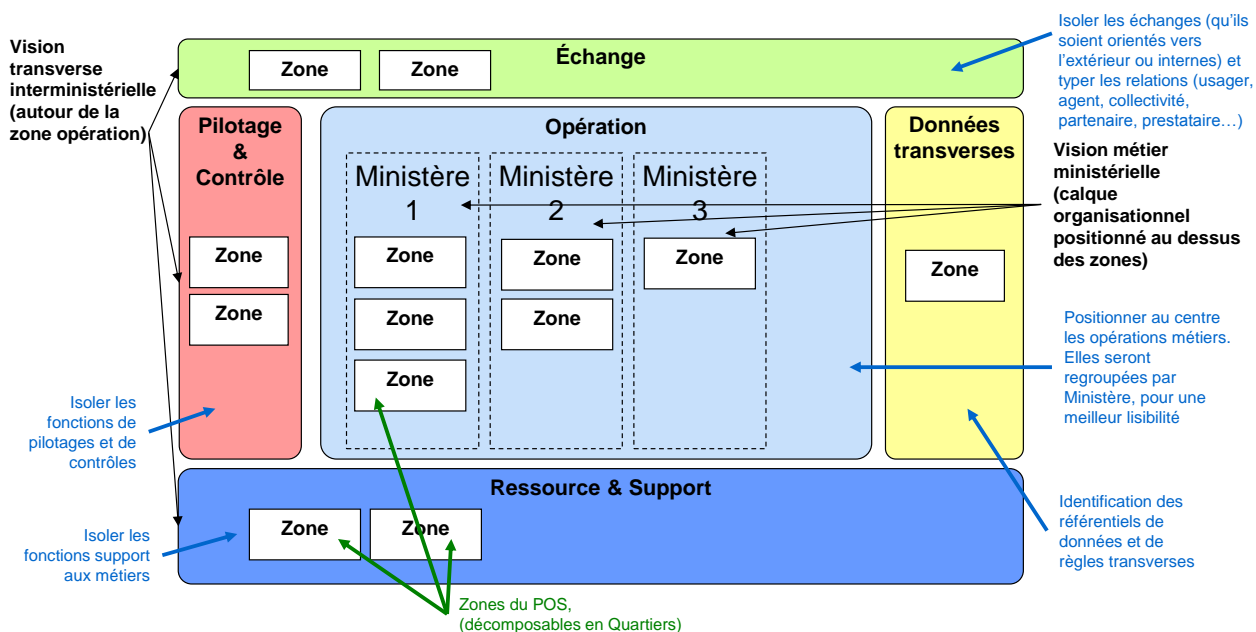 Vision
transverse
interministérielle
(autour de la
zone opération)
Échange
Zone
Zone
Isoler les échanges (qu'ils
soient orientés vers
l'extérieur ou internes) et
typer les relations (usager,
agent, collectivité,
partenaire, prestataire…)
Pilotage
&
Contrôle
Zone
Zone
Opération
Ministère
1
Zone
Zone
Zone
Ministère
2
Zone
Zone
Ministère
3
Zone
Données
transverses
Zone
Vision métier
ministérielle
(calque
organisationnel
positionné au dessus
des zones)
Positionner au centre
les opérations métiers.
Elles seront
regroupées par
Ministère, pour une
meilleur lisibilité
Isoler les
fonctions de
pilotages et de
contrôles
Ressource & Support
Zone
Zone
Isoler les
fonctions support
aux métiers
Identification des
référentiels de
données et de
règles transverses
Zones du POS,
(décomposables en Quartiers)